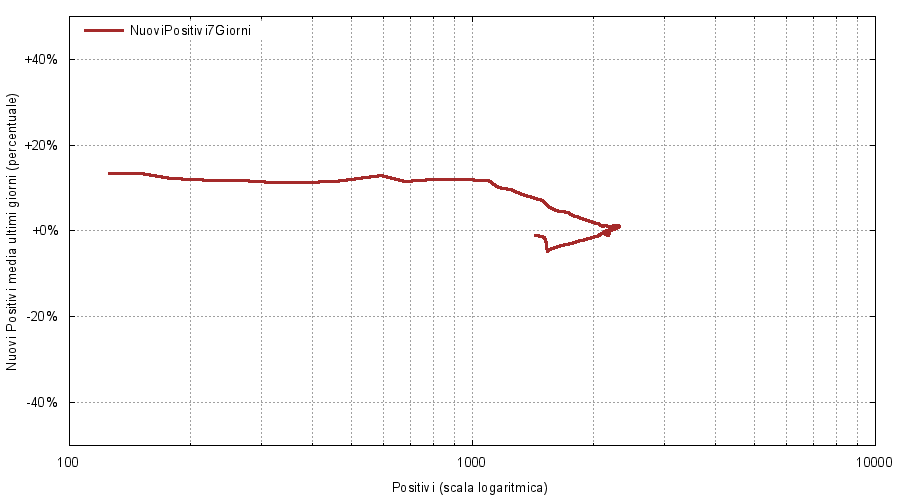 NuoviPositivi7Giorni
+40%
+20%
+0%
-20%
-40%
Nuovi Positivi media ultimi giorni (percentuale)
100 1000 10000
Positivi (scala logaritmica)